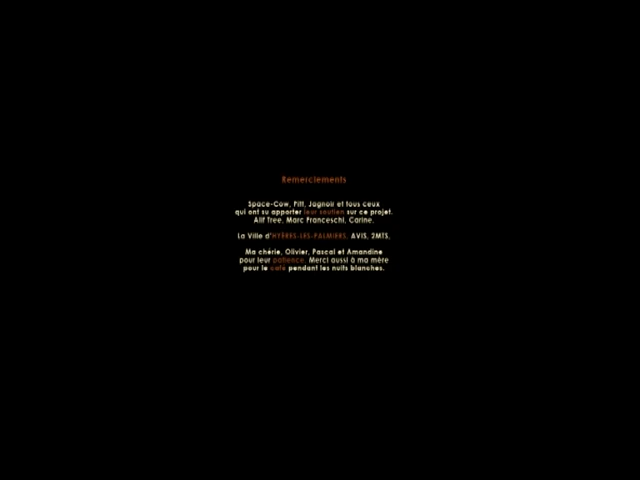 Remerciements
Space-Cow, Pitt, Jagnoir et tous ceux
qui ont su apporter leur soutien sur ce projet.
Alif Tree, Marc Franceschi, Carine.
La Ville d'HYÈRES-LES-PALMIERS, AVIS, 2MTS,
Ma chérie, Olivier, Pascal et Amandine
pour leur patience. Merci aussi à ma mère
pour le café pendant les nuits blanches.